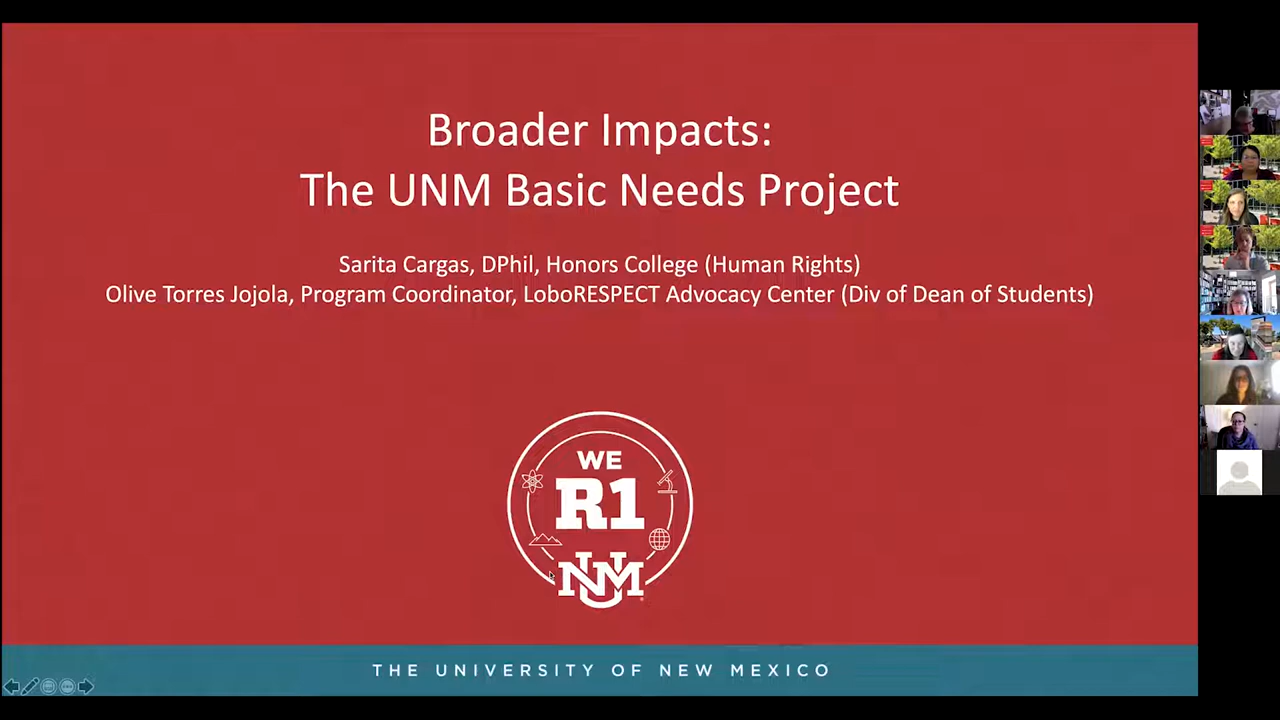 Broader Impacts:
The UNM Basic Needs Project
Sarita Cargas, DPhil, Honors College (Human Rights)
Olive Torres Jojola, Program Coordinator, LoboRESPECT Advocacy Center (Div of Dean of Students)
WE
R1
UNM
THE UNIVERSITY OF NEW MEXICO